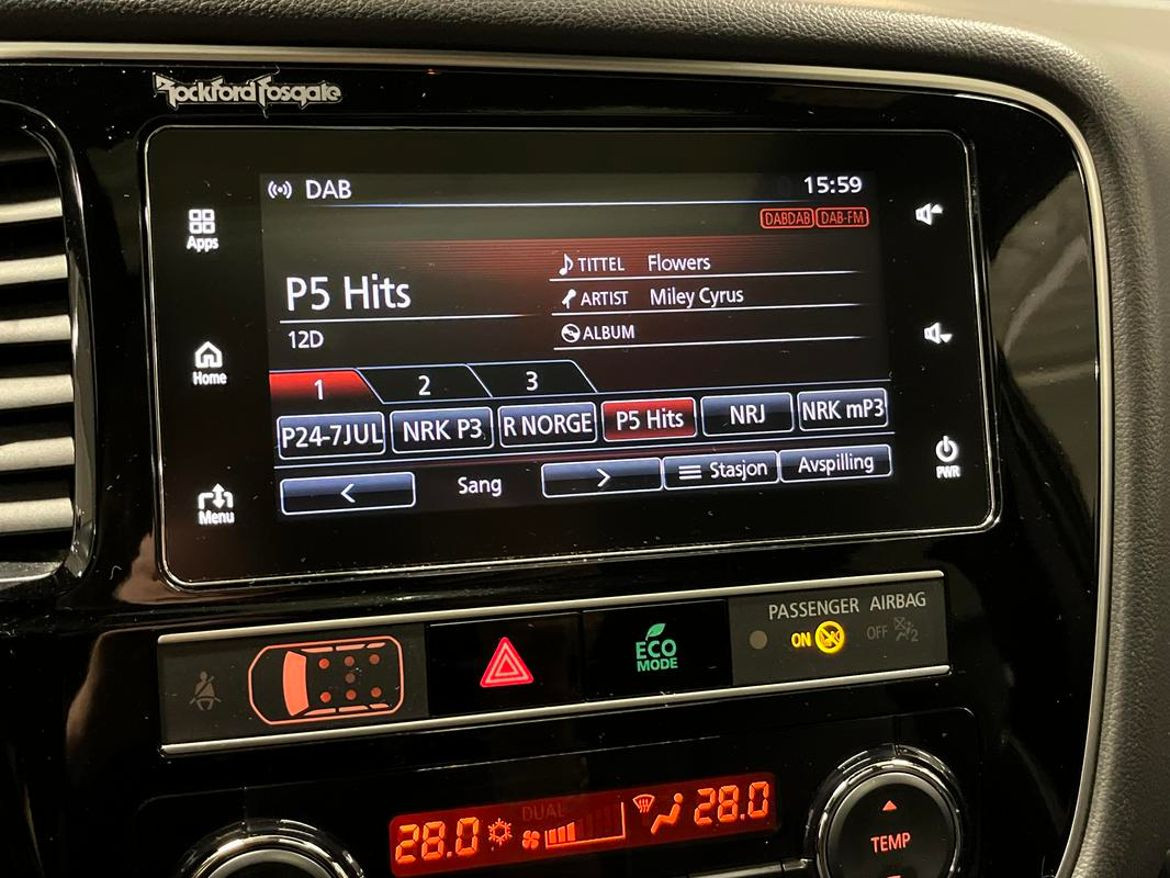 Rockford Fosgate
DAB
15:59
DABDAB DAB-FM
Apps
P5 Hits
TITTEL Flowers
ARTIST Miley Cyrus
ALBUM
12D
Home
1 2 3
P24-7JUL NRK P3 R NORGE P5 Hits NRJ NRK mP3
< Sang > Stasjon Avspilling
PWR
Menu
PASSENGER AIRBAG
ON OFF 2
ECO
MODE
DUAL
28.0 28.0
TEMP